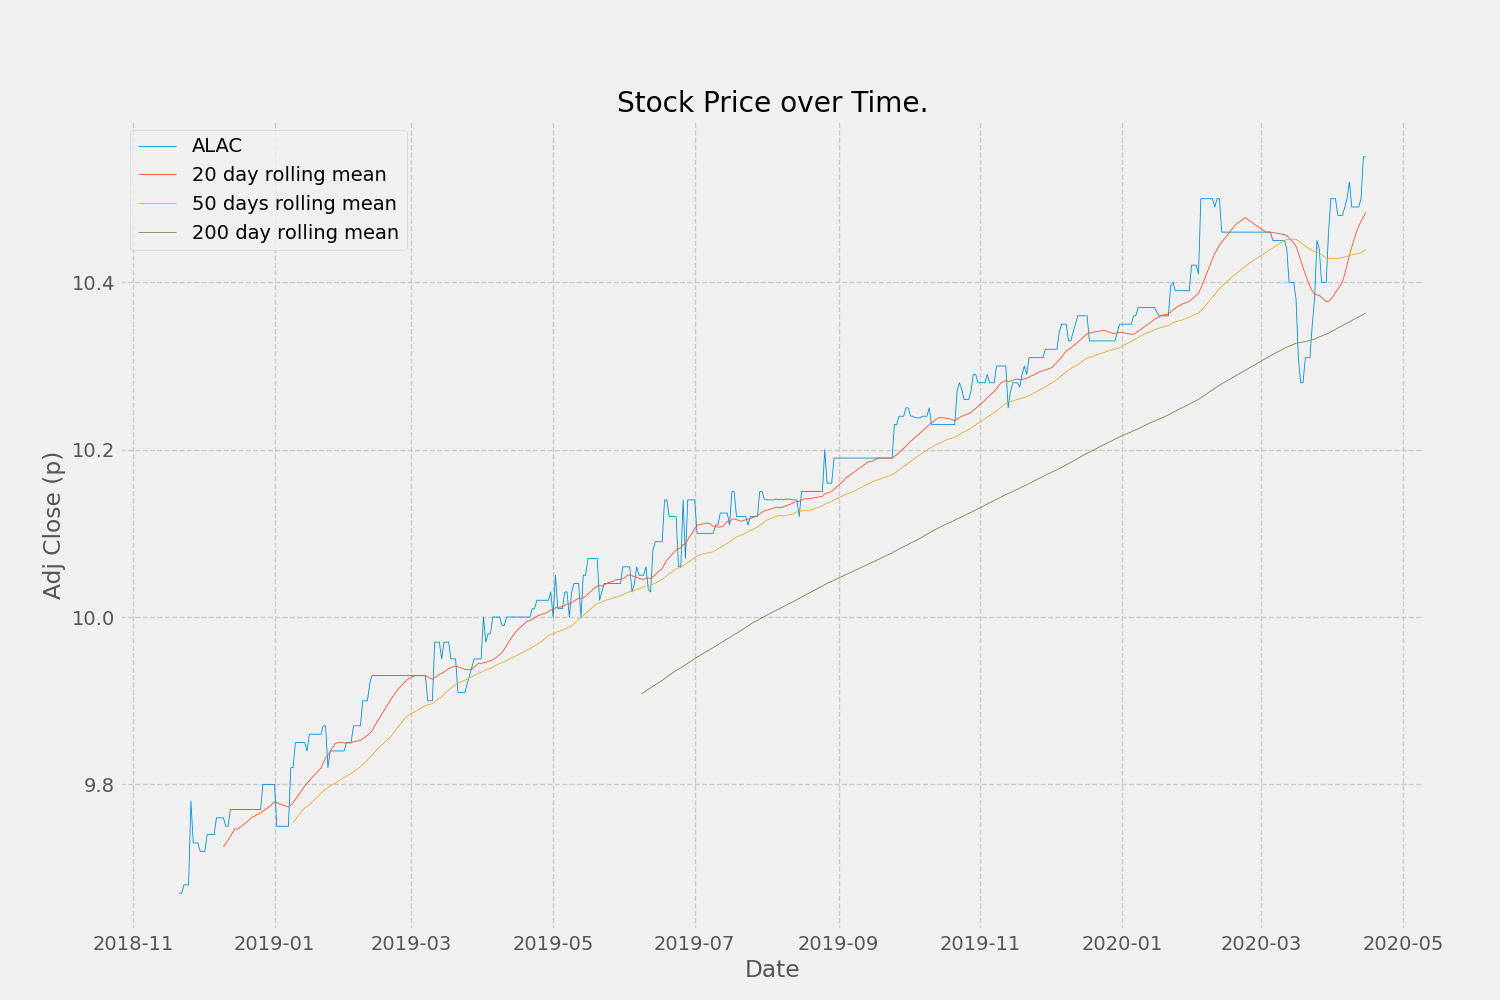 Stock Price over Time.
ALAC
20 day rolling mean
50 days rolling mean
200 day rolling mean
10.4
10.2
10.0
9.8
Adj Close (p)
2018-11 2019-01 2019-03 2019-05 2019-07 2019-09 2019-11 2020-01 2020-03 2020-05
Date